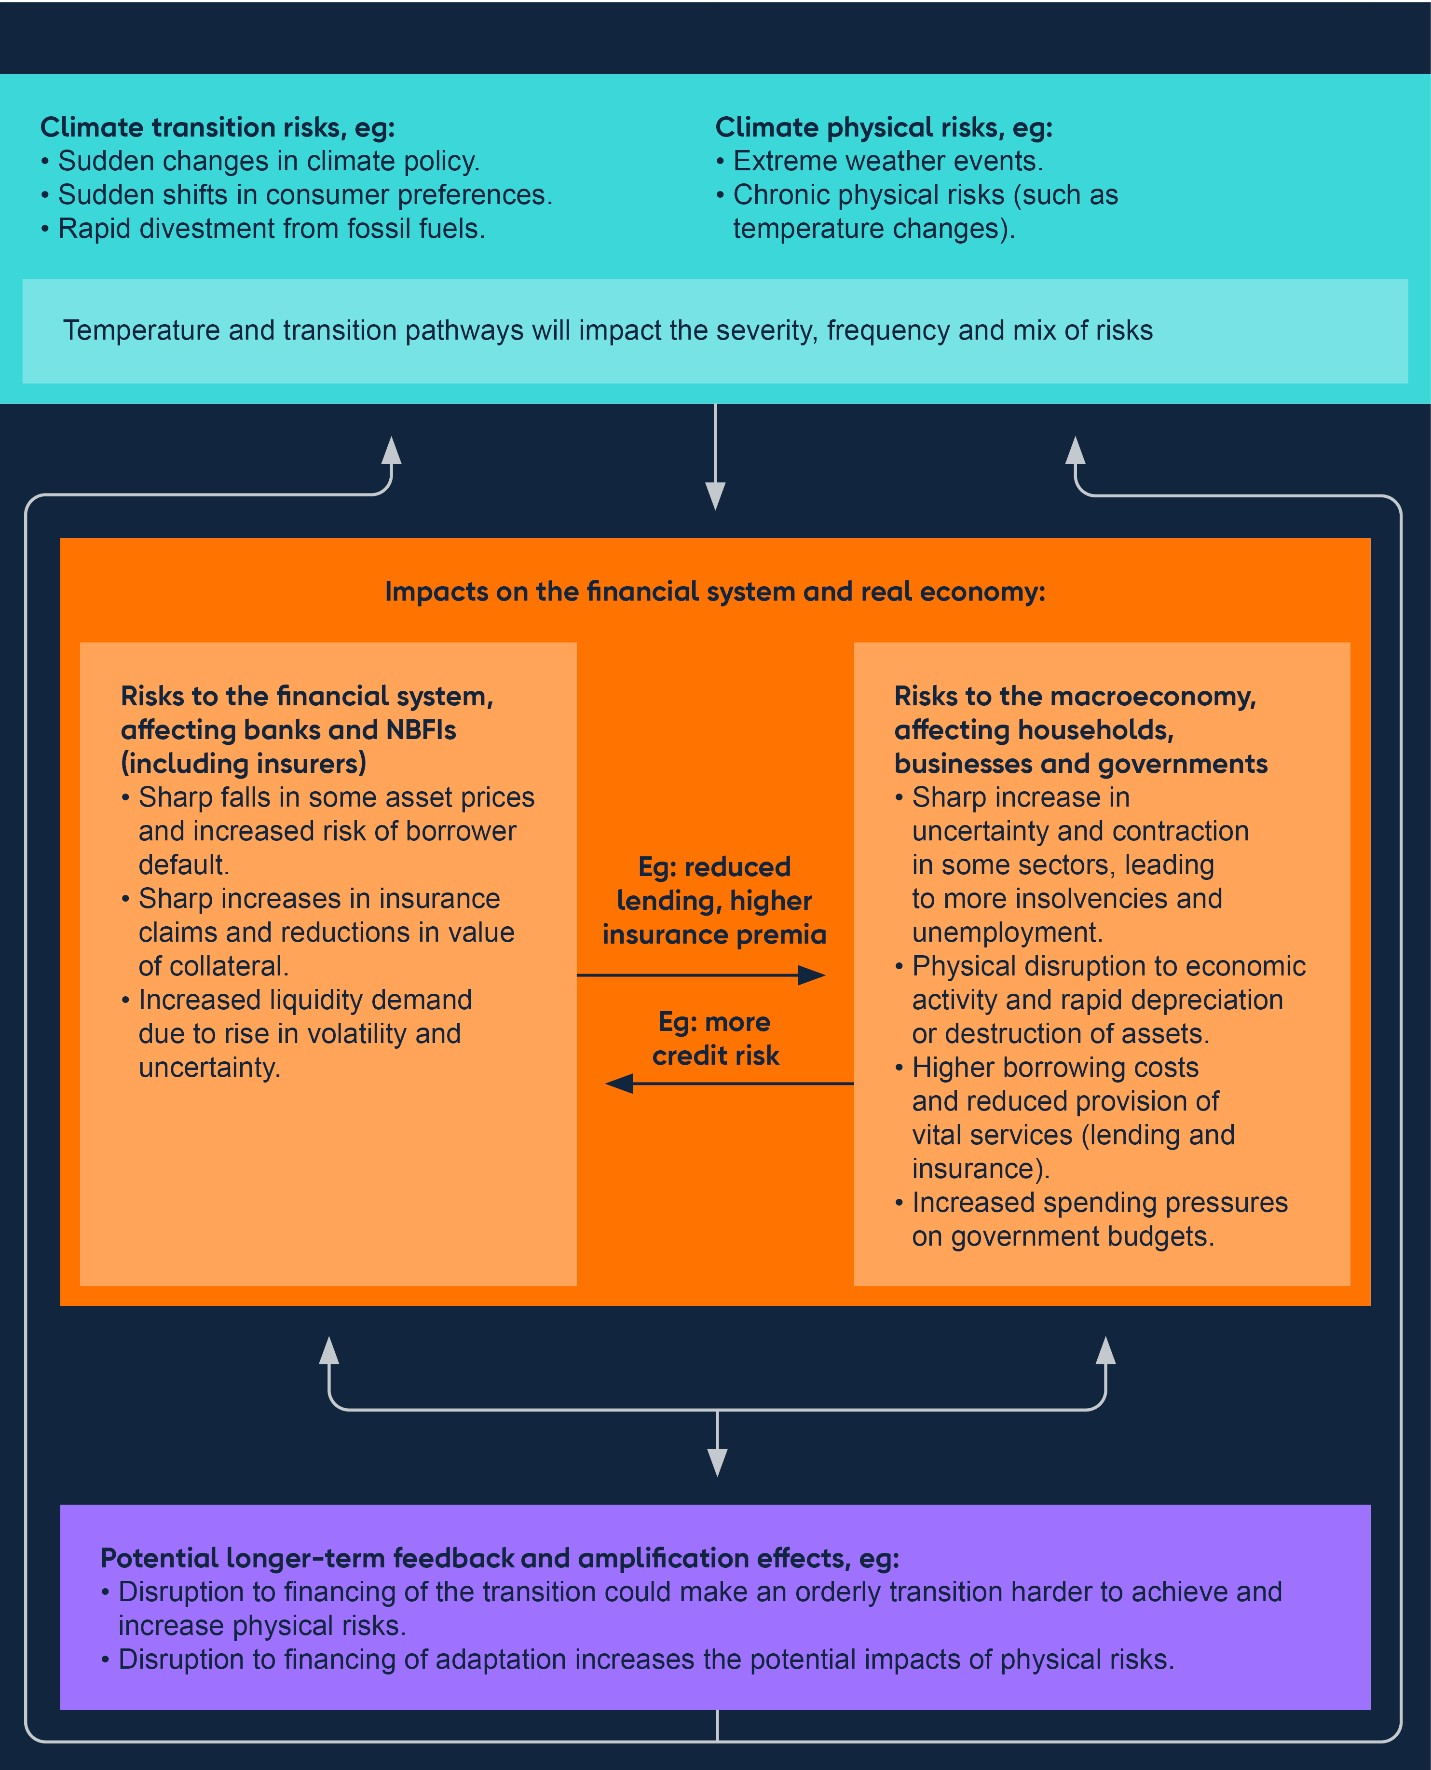 Climate transition risks, eg:
• Sudden changes in climate policy.
• Sudden shifts in consumer preferences.
• Rapid divestment from fossil fuels.
Climate physical risks, eg:
• Extreme weather events.
• Chronic physical risks (such as
temperature changes).
Temperature and transition pathways will impact the severity, frequency and mix of risks
Impacts on the financial system and real economy:
Risks to the financial system,
affecting banks and NBFIs
(including insurers)
• Sharp falls in some asset prices
and increased risk of borrower
default.
• Sharp increases in insurance
claims and reductions in value
of collateral.
• Increased liquidity demand
due to rise in volatility and
uncertainty.
Eg: reduced
lending, higher
insurance premia
Eg: more
credit risk
Risks to the macroeconomy,
affecting households,
businesses and governments
• Sharp increase in
uncertainty and contraction
in some sectors, leading
to more insolvencies and
unemployment.
• Physical disruption to economic
activity and rapid depreciation
or destruction of assets.
• Higher borrowing costs
and reduced provision of
vital services (lending and
insurance).
• Increased spending pressures
on government budgets.
Potential longer-term feedback and amplification effects, eg:
• Disruption to financing of the transition could make an orderly transition harder to achieve and
increase physical risks.
• Disruption to financing of adaptation increases the potential impacts of physical risks.